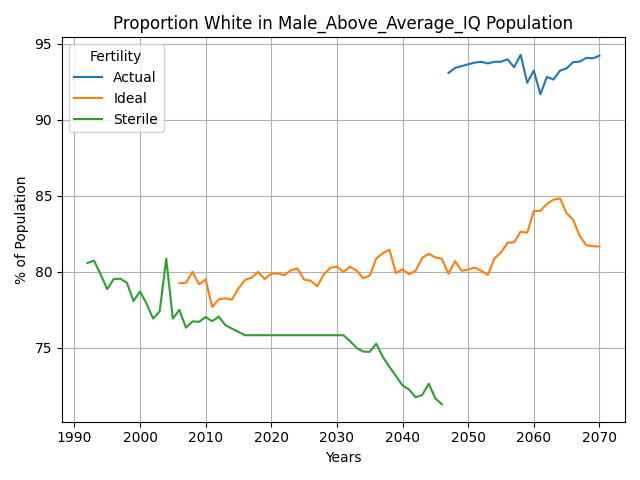 Proportion White in Male_Above_Average_IQ Population
Fertility
Actual
Ideal
Sterile
% of Population
95
90
85
80
75
1990 2000 2010 2020 2030 2040 2050 2060 2070
Years